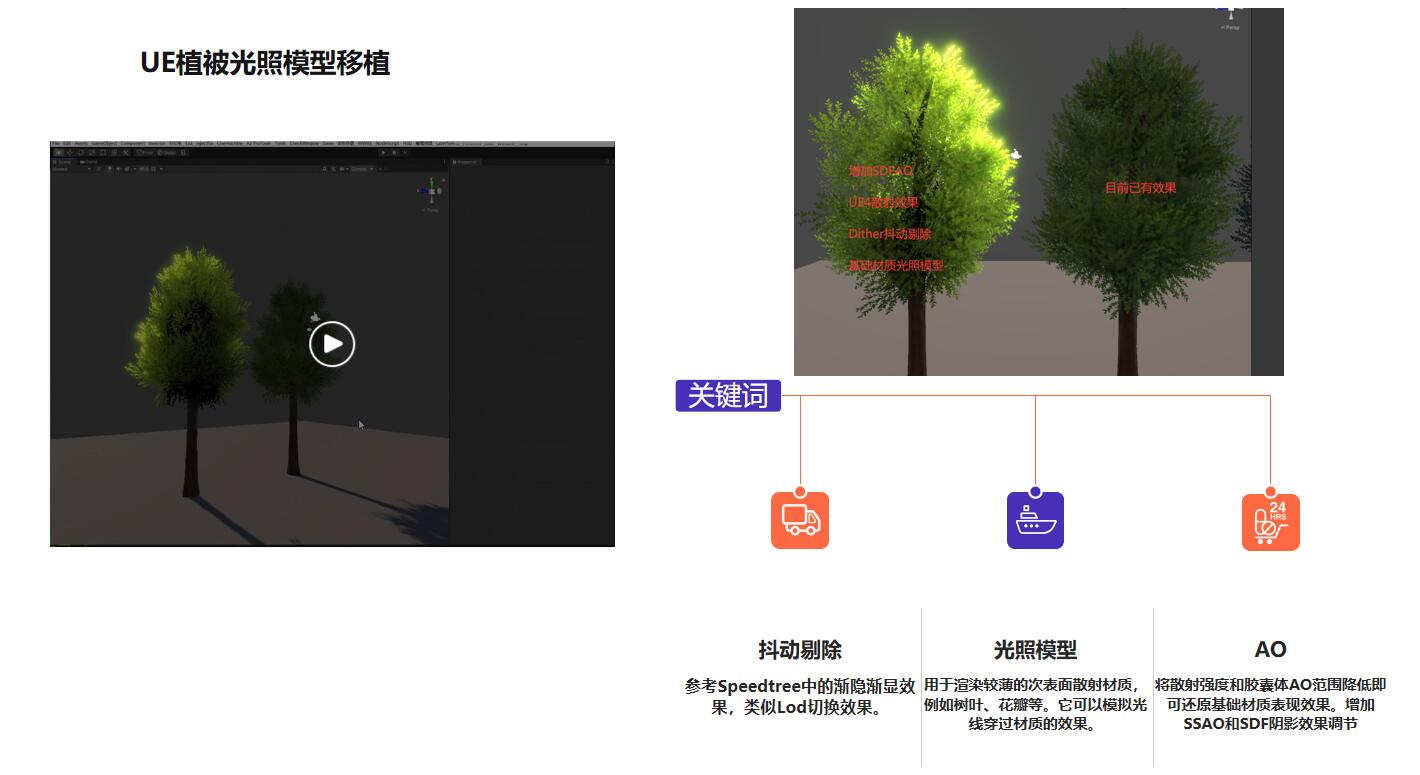 UE植被光照模型移植
File Edit Assets GameObject Component
Persp
增加SDFAO
UE4散射效果
Dither抖动剔除
基础材质光照模型
目前已有效果
Persp
关键词
24
HRS
抖动剔除
光照模型
AO
参考Speedtree中的渐隐渐显效
果，类似Lod切换效果。
用于渲染较薄的次表面散射材质，
例如树叶、花瓣等。它可以模拟光
线穿过材质的效果。
将散射强度和胶囊体AO范围降低即
可还原基础材质表现效果。增加
SSAO和SDF阴影效果调节